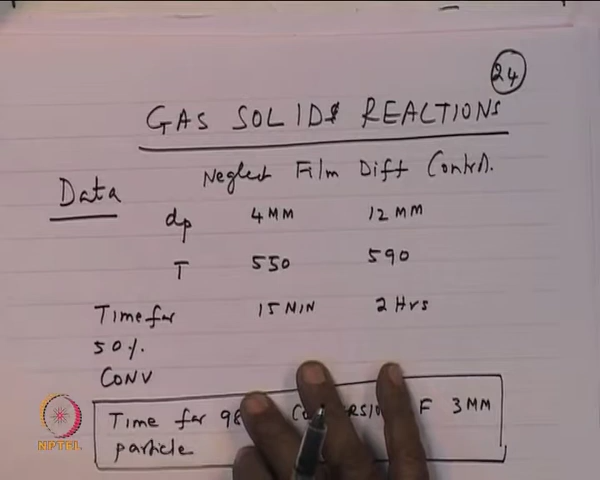 24
GAS SOLIDS REACTIONS
Neglect Film Diff Control.
Data
dp 4MM 12MM
T 550 590
Time for 15 MIN 2 Hrs
50%
CONV
Time for 98 F 3MM
particle
NPTEL